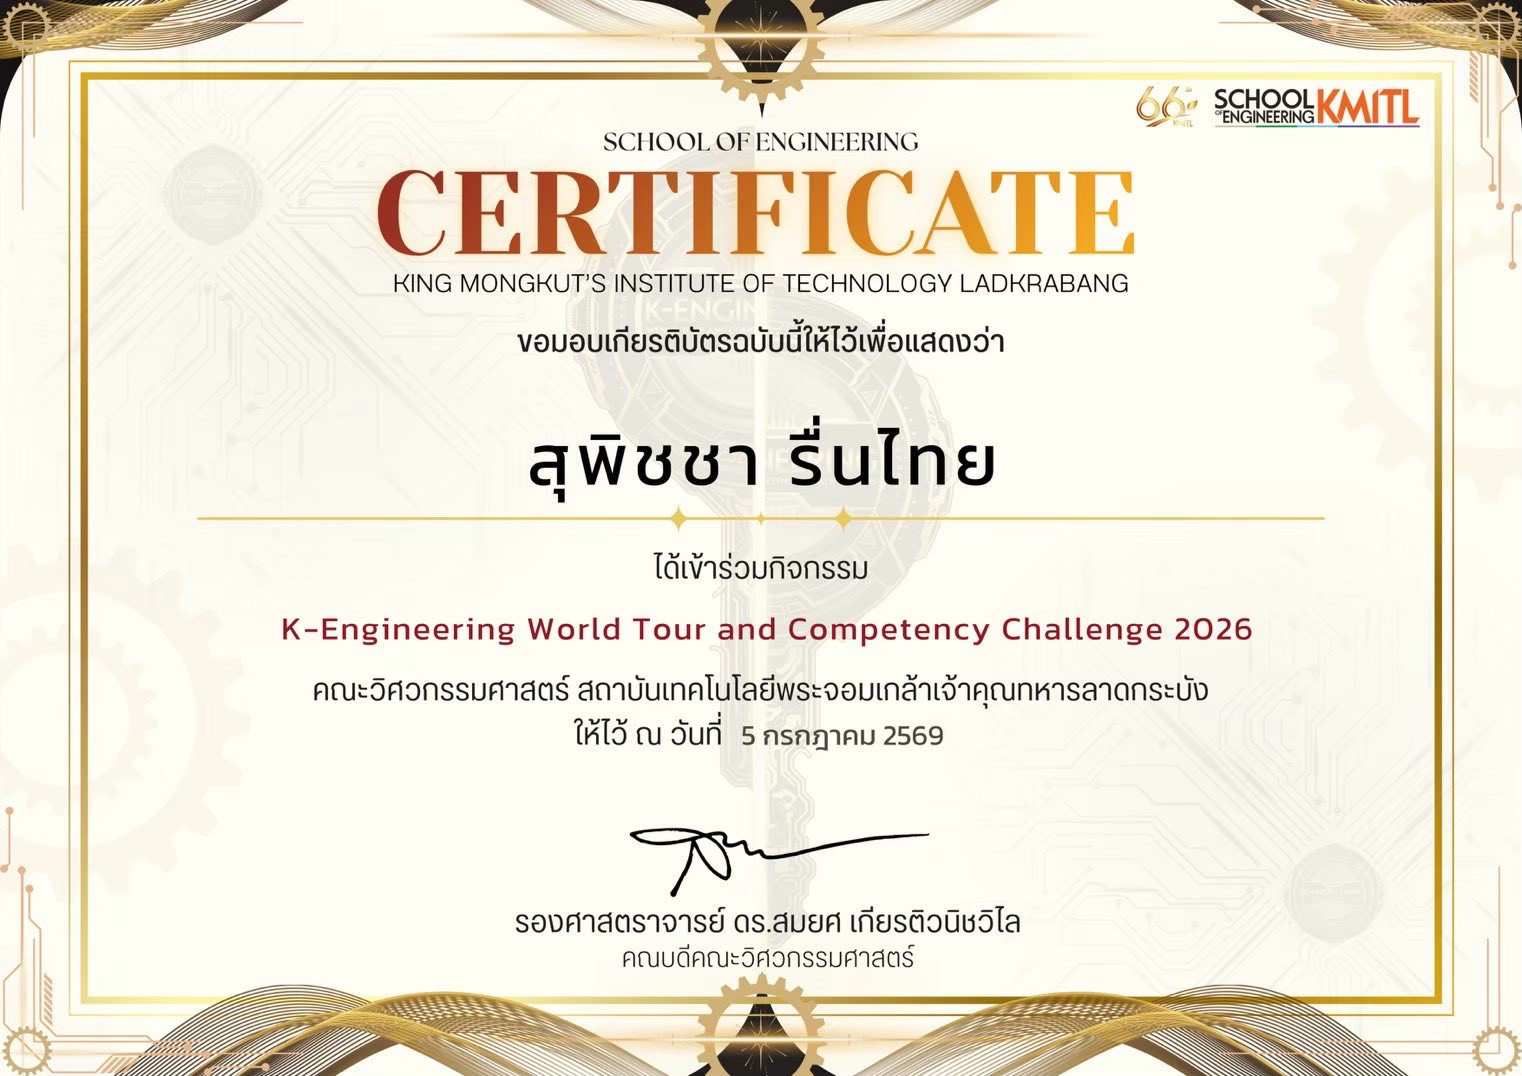 66
KMITL
SCHOOL OF ENGINEERING KMITL
SCHOOL OF ENGINEERING
CERTIFICATE
KING MONGKUT'S INSTITUTE OF TECHNOLOGY LADKRABANG
K-ENGIN
ขอมอบเกียรติบัตรฉบับนี้ให้ไว้เพื่อแสดงว่า
สุพิชชา รื่นไทย
ได้เข้าร่วมกิจกรรม
K-Engineering World Tour and Competency Challenge 2026
คณะวิศวกรรมศาสตร์ สถาบันเทคโนโลยีพระจอมเกล้าเจ้าคุณทหารลาดกระบัง
ให้ไว้ ณ วันที่ 5 กรกฎาคม 2569
รองศาสตราจารย์ ดร.สมยศ เกียรติวนิชวิไล
คณบดีคณะวิศวกรรมศาสตร์